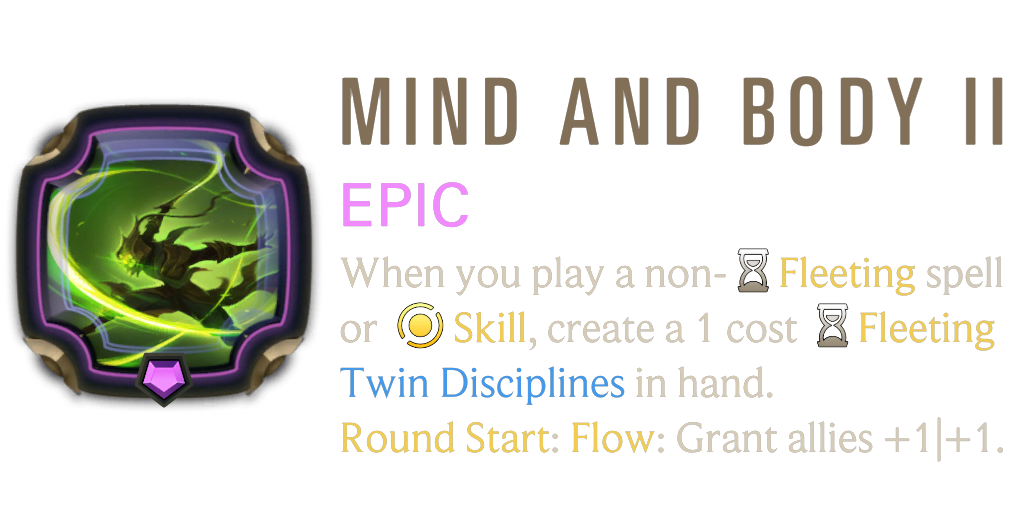 MIND AND BODY II
EPIC
When you play a non-Fleeting spell
or Skill, create a 1 cost Fleeting
Twin Disciplines in hand.
Round Start: Flow: Grant allies +1|+1.